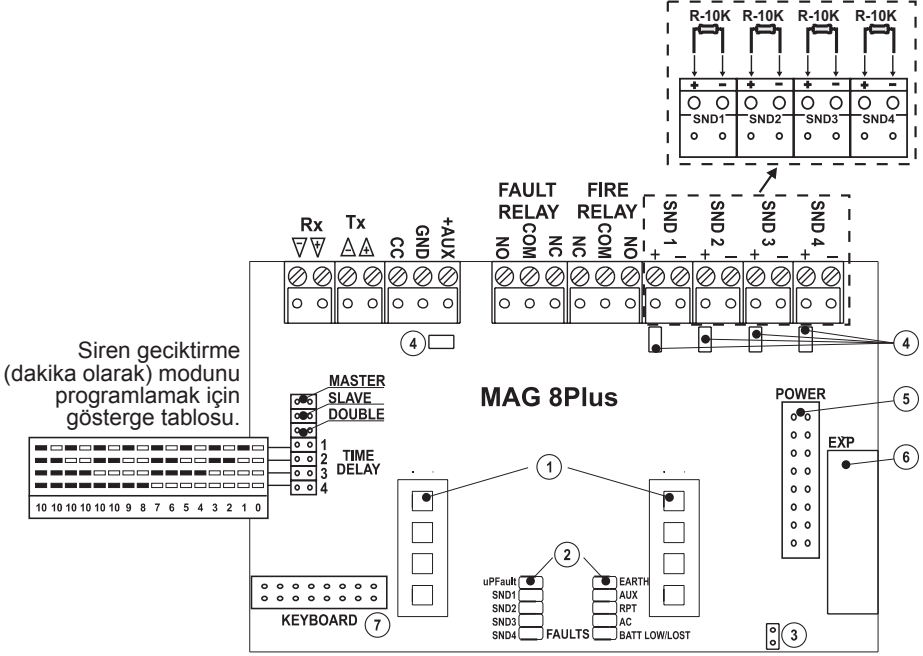 R-10K R-10K R-10K R-10K
+ − + − + − + −
SND1 SND2 SND3 SND4
FAULT RELAY
FIRE RELAY
Rx Tx
− + − +
CC GND +AUX
NO COM NC NC COM NO
SND 1 SND 2 SND 3 SND 4
+ − + − + − + −
4
4
Siren geciktirme
(dakika olarak) modunu
programlamak için
gösterge tablosu.
MASTER
SLAVE
DOUBLE
1
2
3
4
TIME
DELAY
MAG 8Plus
POWER
5
EXP
6
1
10 10 10 10 10 10 9 8 7 6 5 4 3 2 1 0
2
uPFault
SND1
SND2
SND3
SND4
FAULTS
EARTH
AUX
RPT
AC
BATT LOW/LOST
KEYBOARD
7
3